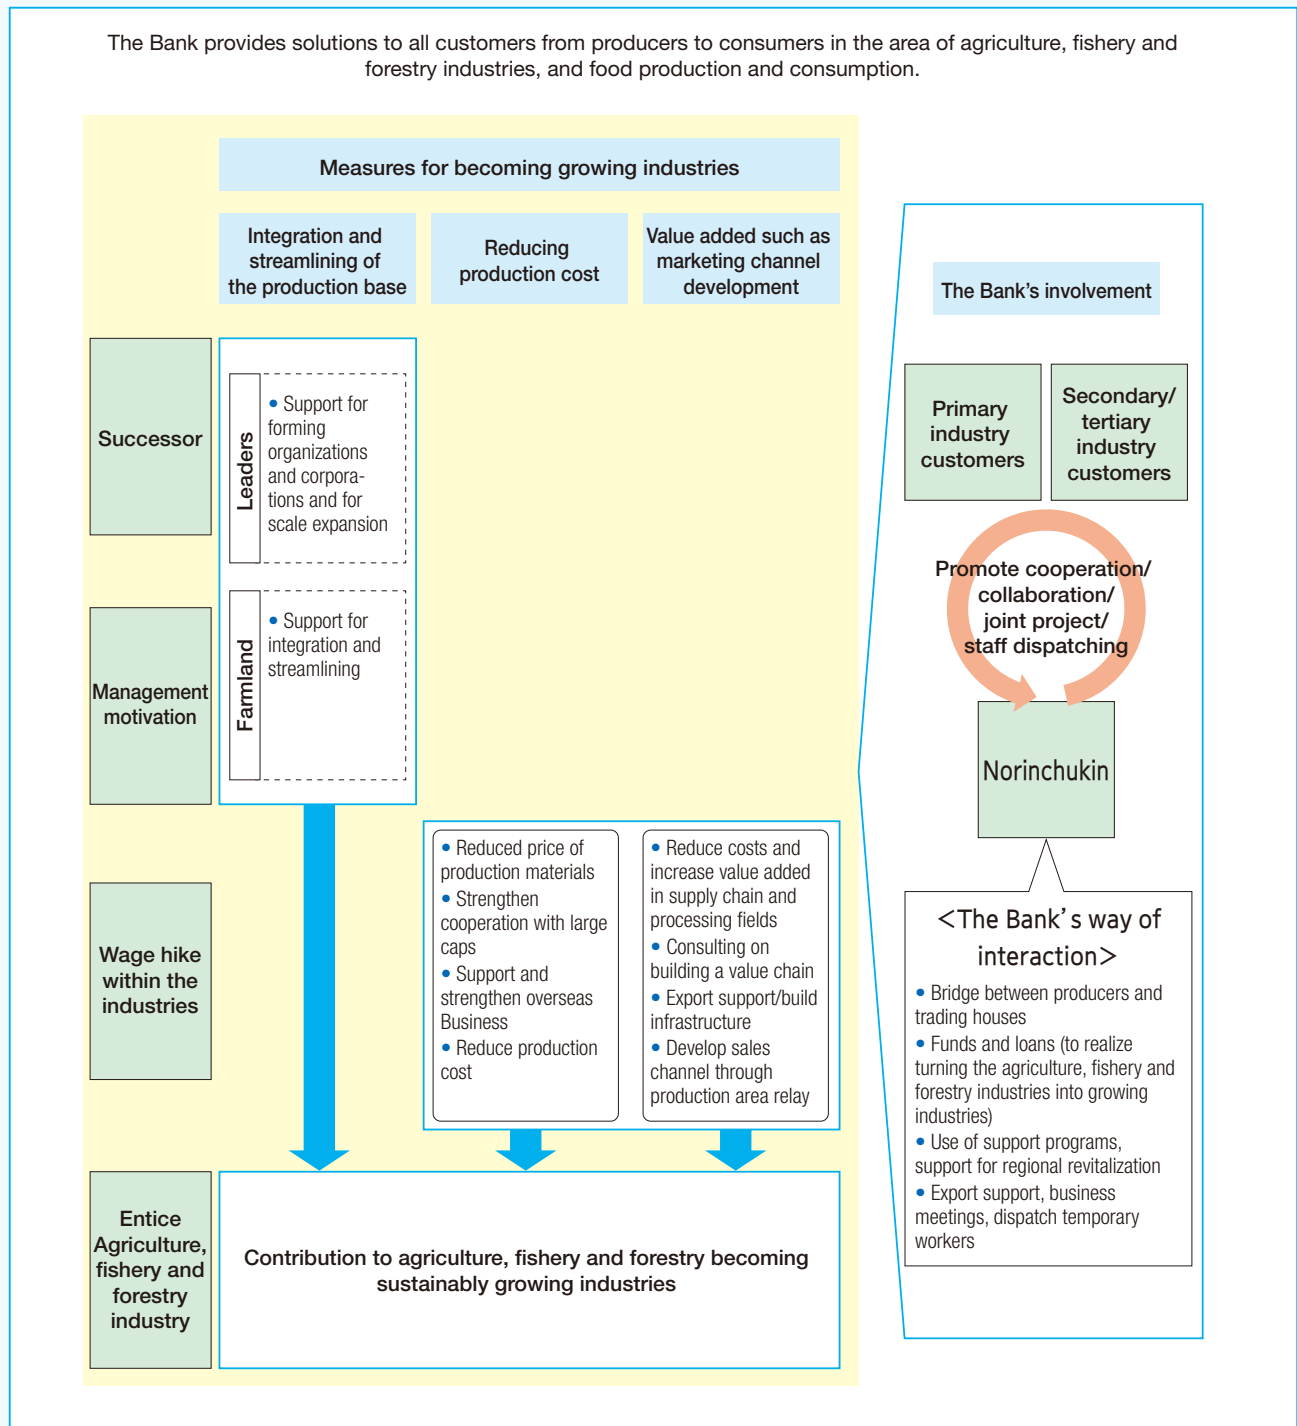 The Bank provides solutions to all customers from producers to consumers in the area of agriculture, fishery and
forestry industries, and food production and consumption.
Measures for becoming growing industries
Integration and
streamlining of
the production base
Reducing
production cost
Value added such as
marketing channel
development
Successor
Leaders
• Support for
forming
organizations
and corpora-
tions and for
scale expansion
Management
motivation
Farmland
• Support for
integration and
streamlining
Wage hike
within the
industries
• Reduced price of
production materials
• Strengthen
cooperation with large
caps
• Support and
strengthen overseas
Business
• Reduce production
cost
• Reduce costs and
increase value added
in supply chain and
processing fields
• Consulting on
building a value chain
• Export support/build
infrastructure
• Develop sales
channel through
production area relay
Entice
Agriculture,
fishery and
forestry
industry
Contribution to agriculture, fishery and forestry becoming
sustainably growing industries
The Bank's involvement
Primary
industry
customers
Secondary/
tertiary
industry
customers
Promote cooperation/
collaboration/
joint project/
staff dispatching
Norinchukin
<The Bank's way of
interaction>
• Bridge between producers and
trading houses
• Funds and loans (to realize
turning the agriculture, fishery and
forestry industries into growing
industries)
• Use of support programs,
support for regional revitalization
• Export support, business
meetings, dispatch temporary
workers